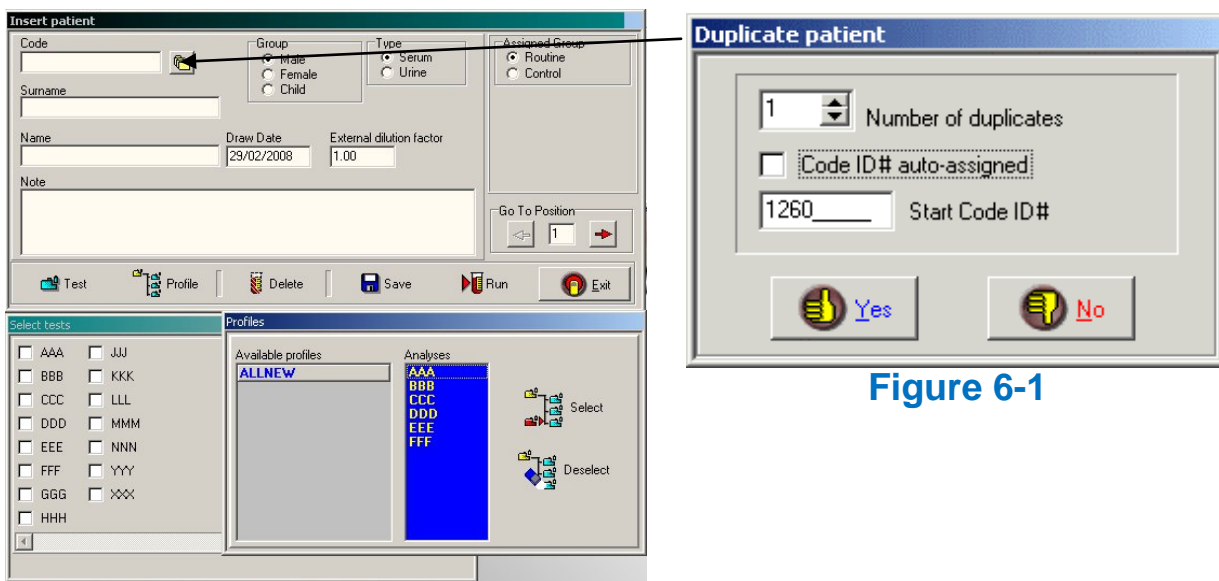 Insert patient
Code
Group
Male
Female
Child
Type
Serum
Urine
Assigned Group
Routine
Control
Surname
Name
Draw Date
29/02/2008
External dilution factor
1.00
Note
Go To Position
1
Test
Profile
Delete
Save
Run
Exit
Select tests
AAA
JJJ
BBB
KKK
CCC
LLL
DDD
MMM
EEE
NNN
FFF
YYY
GGG
XXX
HHH
Profiles
Available profiles
ALLNEW
Analyses
AAA
BBB
CCC
DDD
EEE
FFF
Select
Deselect
Duplicate patient
1 Number of duplicates
Code ID# auto-assigned
1260_____ Start Code ID#
Yes
No
Figure 6-1